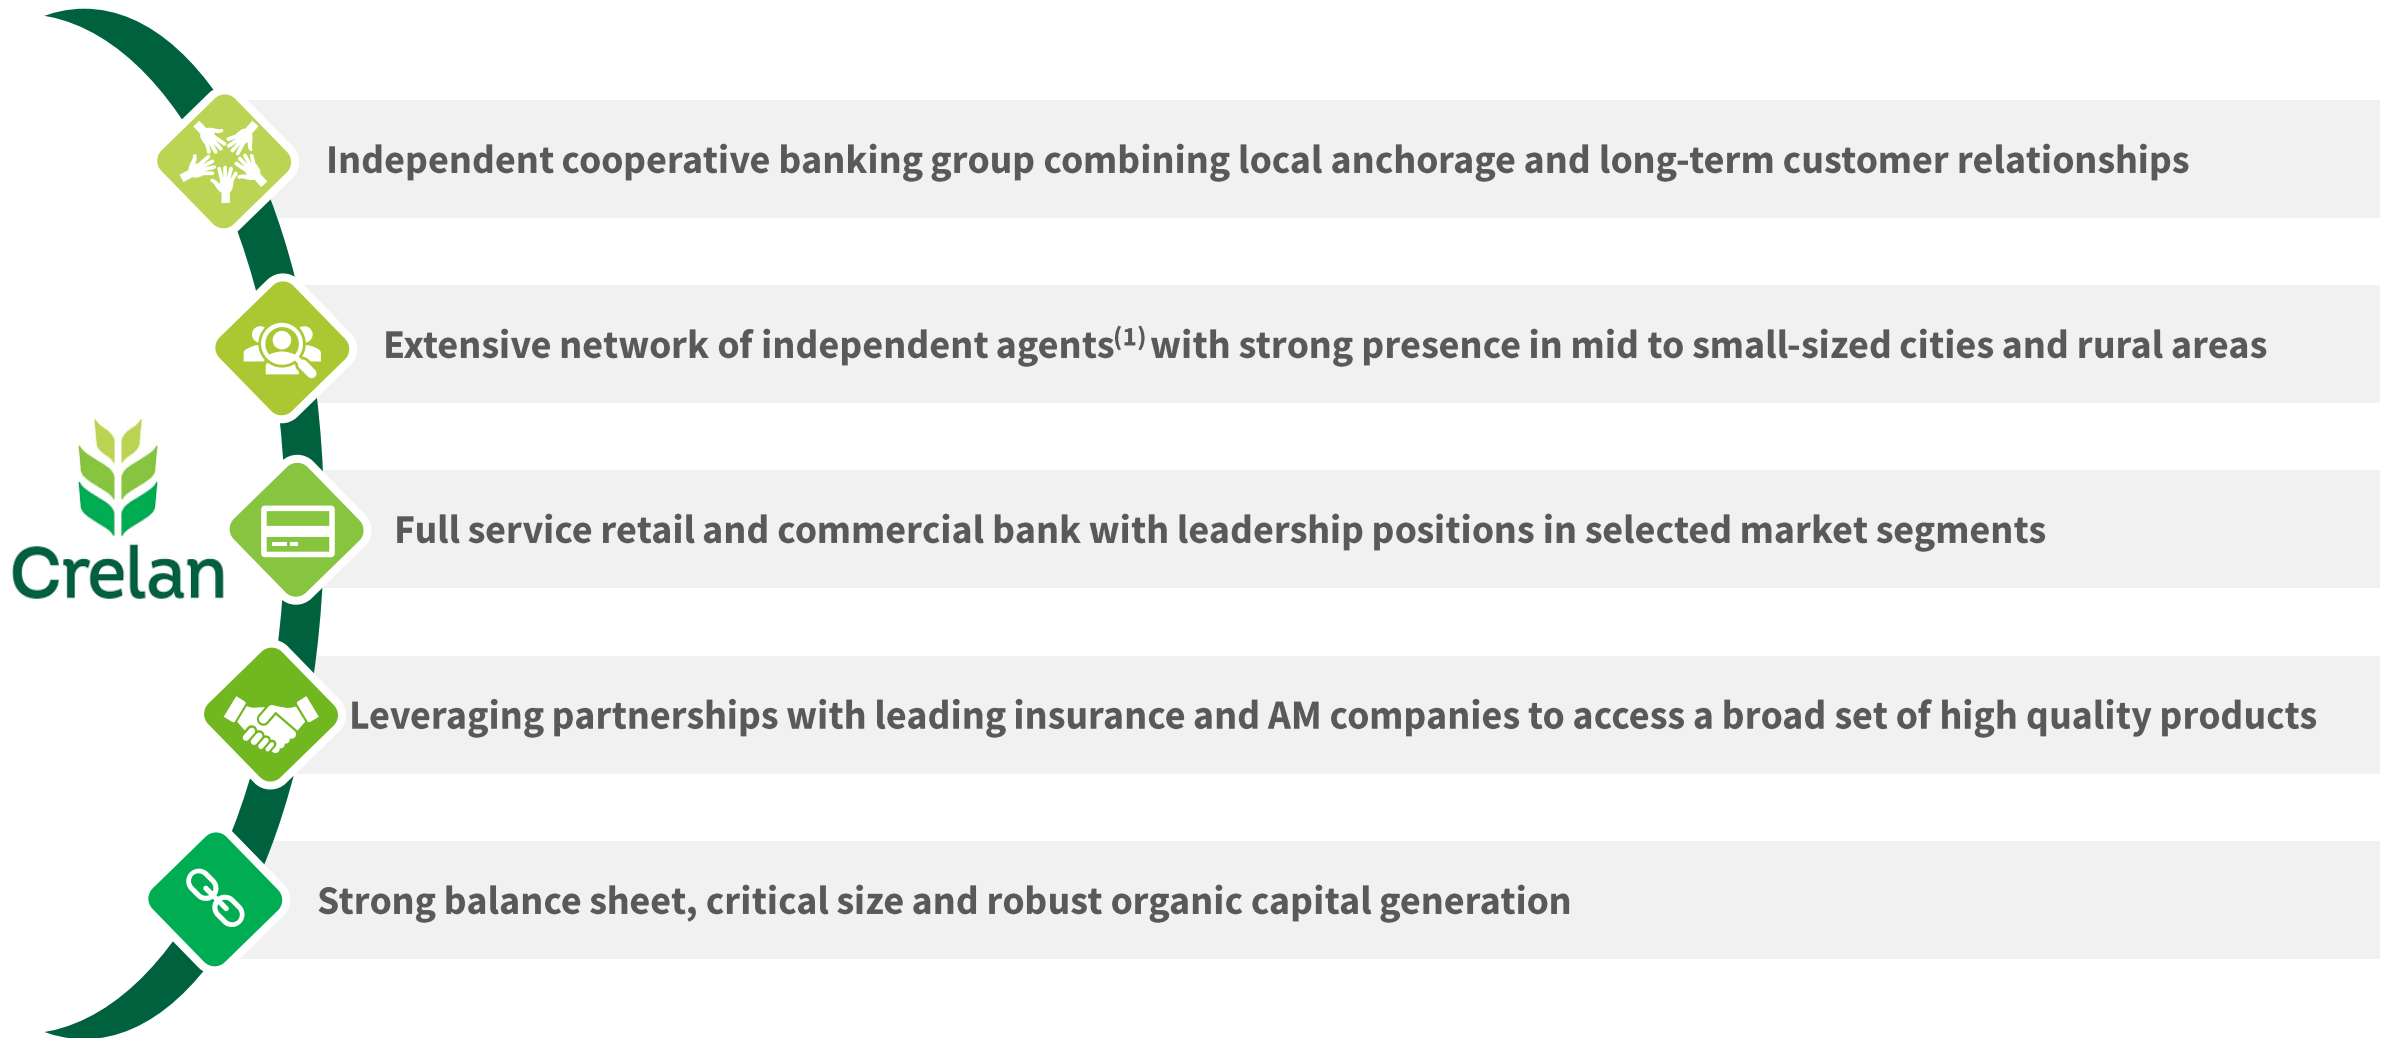 Independent cooperative banking group combining local anchorage and long-term customer relationships
Extensive network of independent agents(1) with strong presence in mid to small-sized cities and rural areas
Crelan
Full service retail and commercial bank with leadership positions in selected market segments
Leveraging partnerships with leading insurance and AM companies to access a broad set of high quality products
Strong balance sheet, critical size and robust organic capital generation